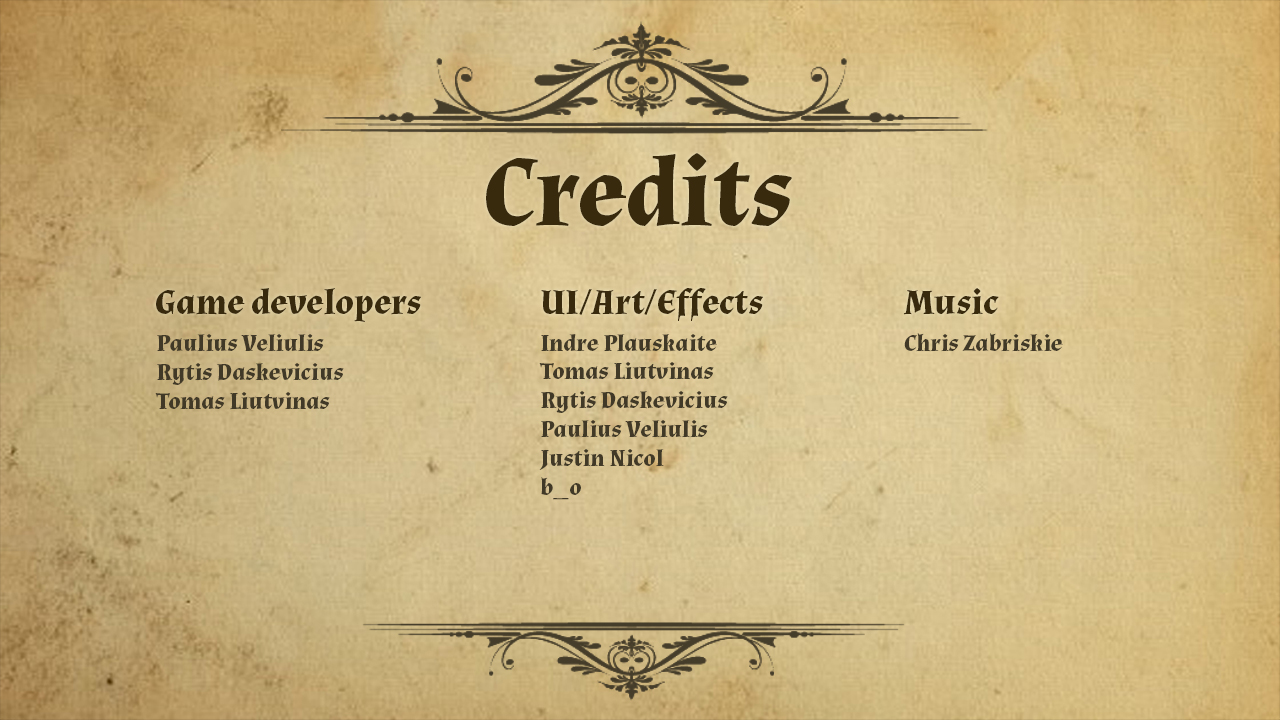 Credits
Game developers
Paulius Veliulis
Rytis Daskevicius
Tomas Liutvinas
UI/Art/Effects
Indre Plauskaite
Tomas Liutvinas
Rytis Daskevicius
Paulius Veliulis
Justin Nicol
b__o
Music
Chris Zabriskie